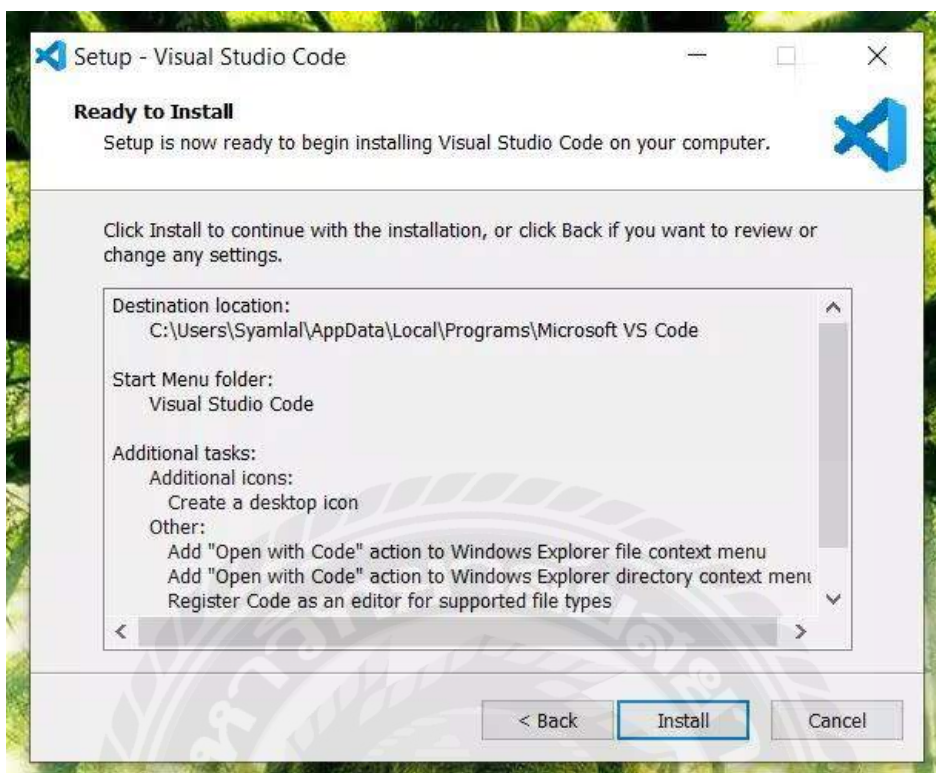 Setup - Visual Studio Code
Ready to Install
Setup is now ready to begin installing Visual Studio Code on your computer.
Click Install to continue with the installation, or click Back if you want to review or
change any settings.
Destination location:
C:\Users\Syamlal\AppData\Local\Programs\Microsoft VS Code
Start Menu folder:
Visual Studio Code
Additional tasks:
Additional icons:
Create a desktop icon
Other:
Add "Open with Code" action to Windows Explorer file context menu
Add "Open with Code" action to Windows Explorer directory context menu
Register Code as an editor for supported file types
< Back
Install
Cancel